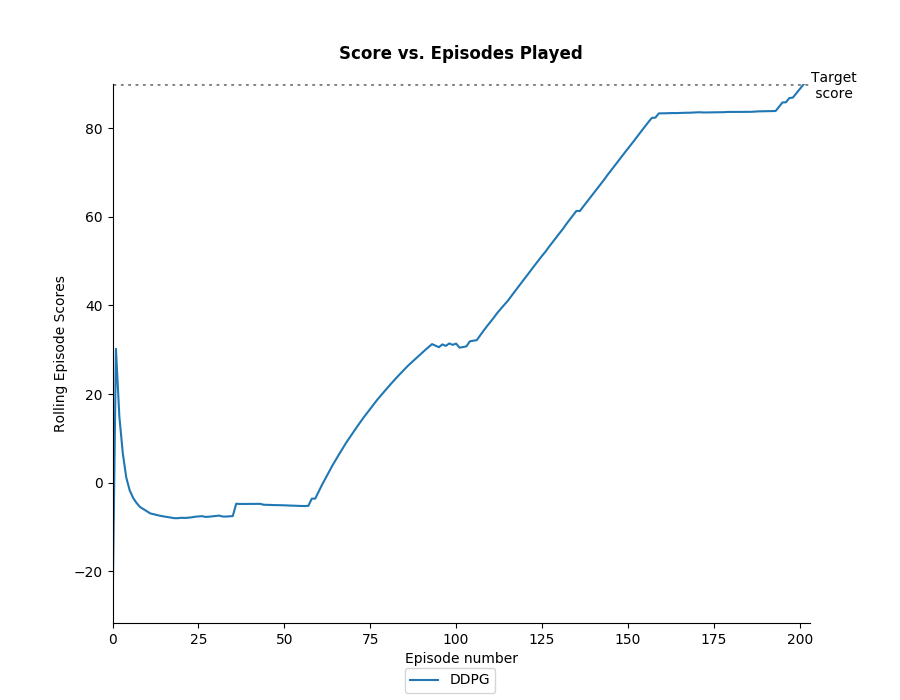 Score vs. Episodes Played
Target
score
80
60
40
20
0
−20
Rolling Episode Scores
0 25 50 75 100 125 150 175 200
Episode number
DDPG